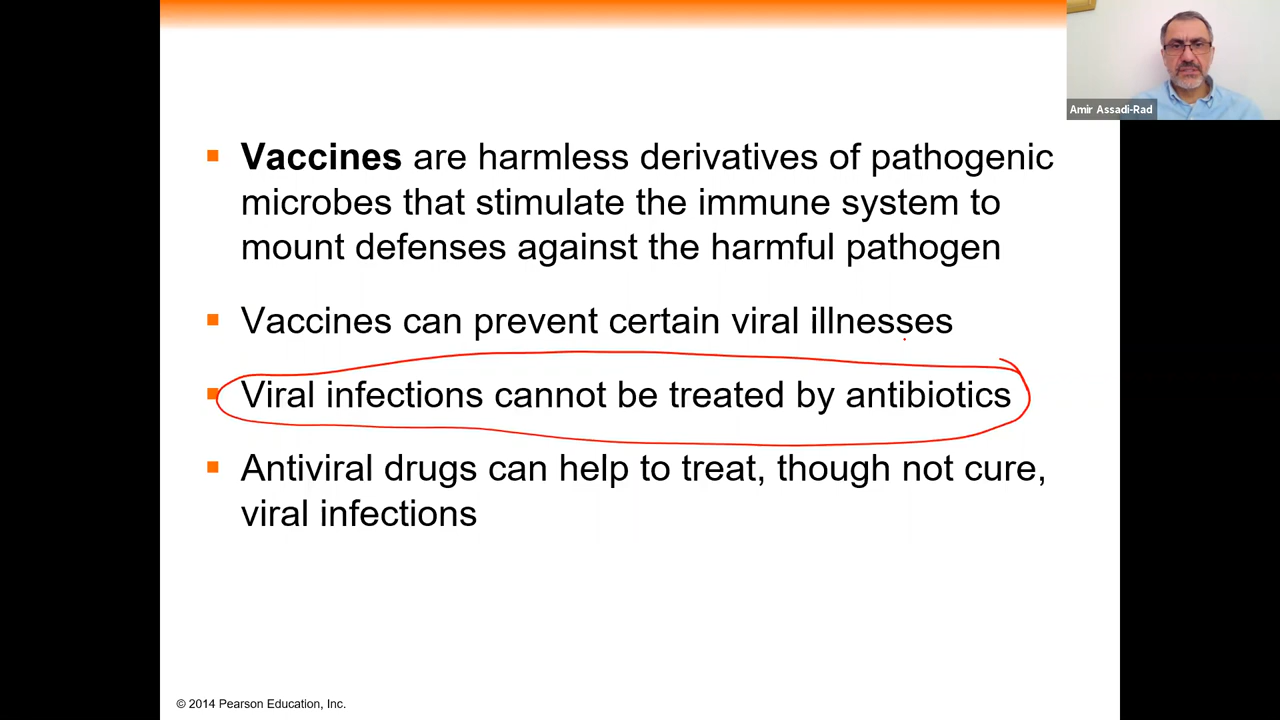 Amir Assadi-Rad
Vaccines are harmless derivatives of pathogenic
microbes that stimulate the immune system to
mount defenses against the harmful pathogen
Vaccines can prevent certain viral illnesses
Viral infections cannot be treated by antibiotics
Antiviral drugs can help to treat, though not cure,
viral infections
© 2014 Pearson Education, Inc.